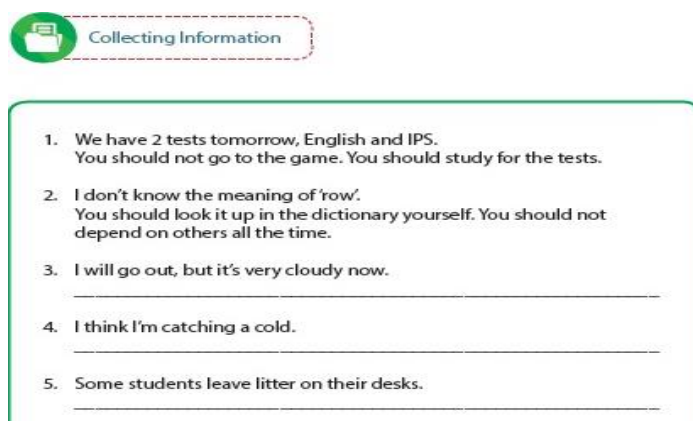 Collecting Information
1. We have 2 tests tomorrow, English and IPS.
You should not go to the game. You should study for the tests.
2. I don't know the meaning of 'row'.
You should look it up in the dictionary yourself. You should not
depend on others all the time.
3. I will go out, but it's very cloudy now.
4. I think I'm catching a cold.
5. Some students leave litter on their desks.